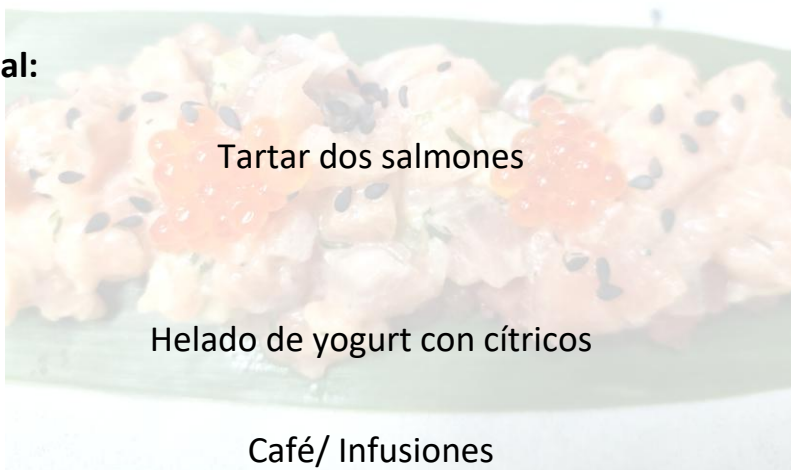 al:
Tartar dos salmones
Helado de yogurt con cítricos
Café/ Infusiones